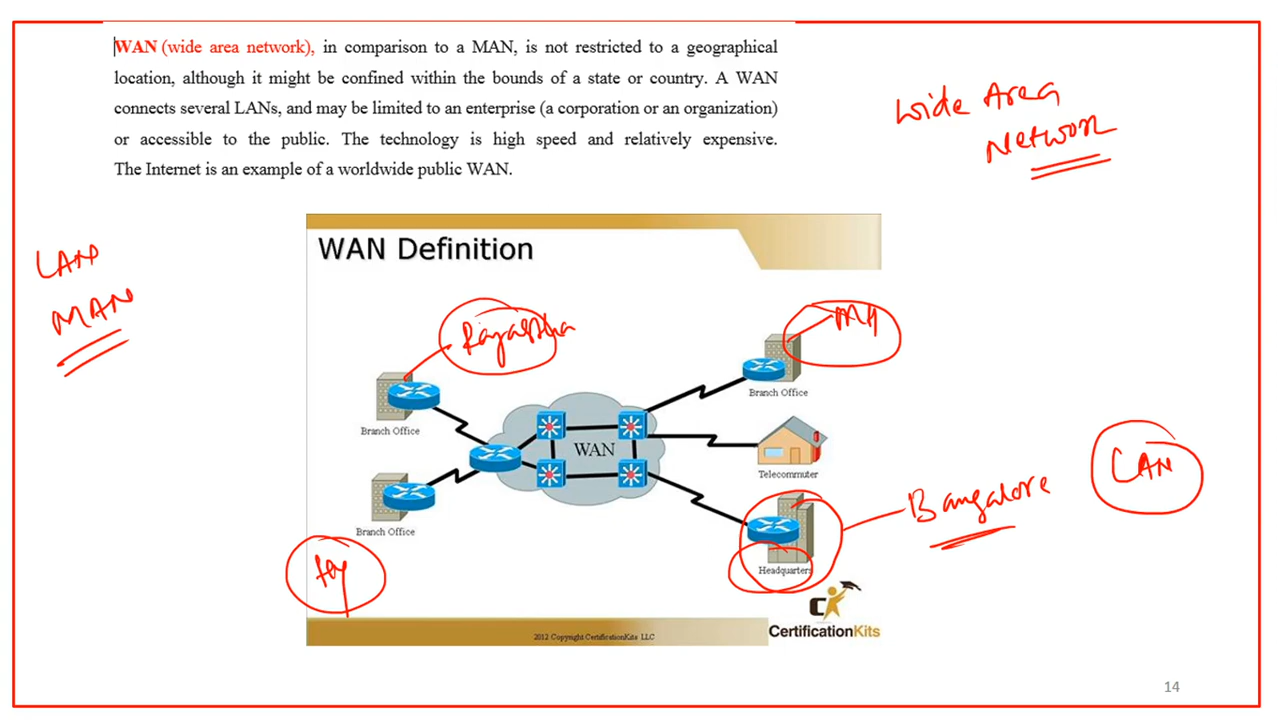 WAN (wide area network), in comparison to a MAN, is not restricted to a geographical
location, although it might be confined within the bounds of a state or country. A WAN
connects several LANs, and may be limited to an enterprise (a corporation or an organization)
or accessible to the public. The technology is high speed and relatively expensive.
The Internet is an example of a worldwide public WAN.
Wide Area
Network
LAN
MAN
WAN Definition
Rajastha
MH
Branch Office
Branch Office
WAN
Telecommuter
Branch Office
Bangalore
LAN
Headquarters
CertificationKits
2012 Copyright CertificationKits LLC
14